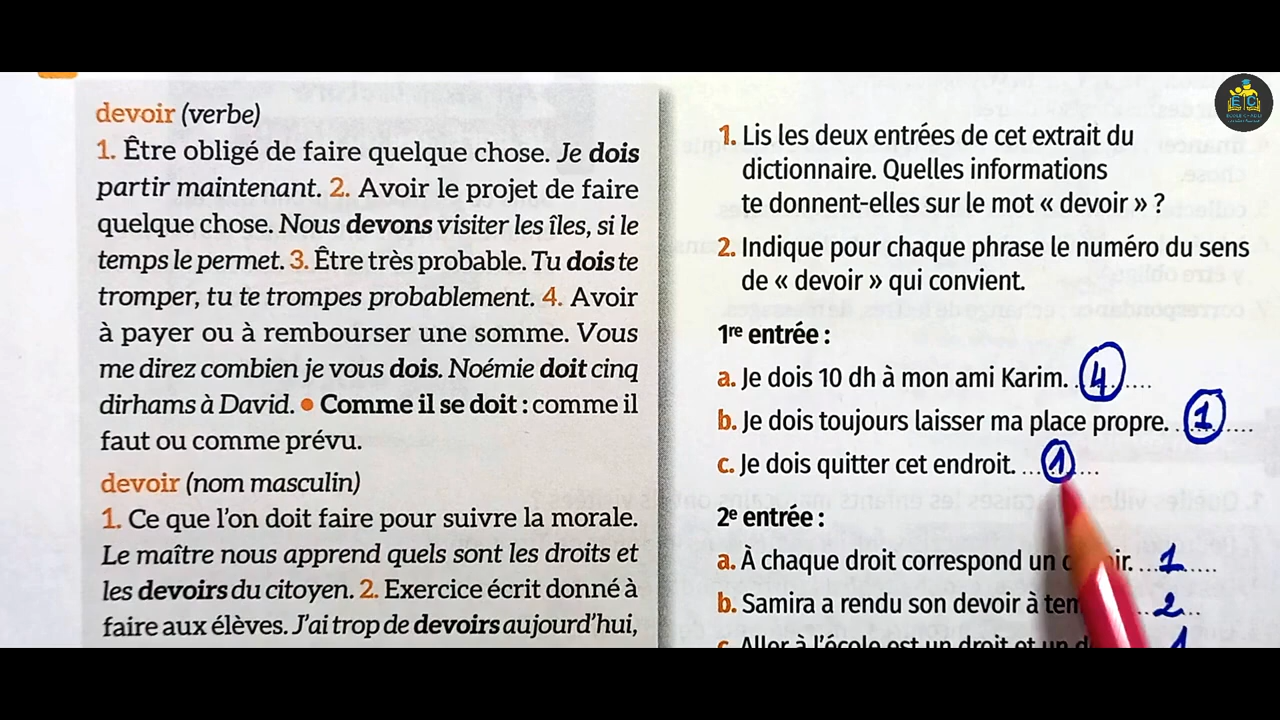 devoir (verbe)
1. Être obligé de faire quelque chose. Je dois
partir maintenant. 2. Avoir le projet de faire
quelque chose. Nous devons visiter les îles, si le
temps le permet. 3. Être très probable. Tu dois te
tromper, tu te trompes probablement. 4. Avoir
à payer ou à rembourser une somme. Vous
me direz combien je vous dois. Noémie doit cinq
dirhams à David. • Comme il se doit : comme il
faut ou comme prévu.
devoir (nom masculin)
1. Ce que l'on doit faire pour suivre la morale.
Le maître nous apprend quels sont les droits et
les devoirs du citoyen. 2. Exercice écrit donné à
faire aux élèves. J'ai trop de devoirs aujourd'hui,
1. Lis les deux entrées de cet extrait du
dictionnaire. Quelles informations
te donnent-elles sur le mot « devoir » ?
2. Indique pour chaque phrase le numéro du sens
de « devoir » qui convient.
1re entrée :
a. Je dois 10 dh à mon ami Karim. 4
b. Je dois toujours laisser ma place propre. 1
c. Je dois quitter cet endroit. 1
2e entrée :
a. À chaque droit correspond un 1
b. Samira a rendu son devoir à 2
c. Aller à l'école est un droit et un 1
EC